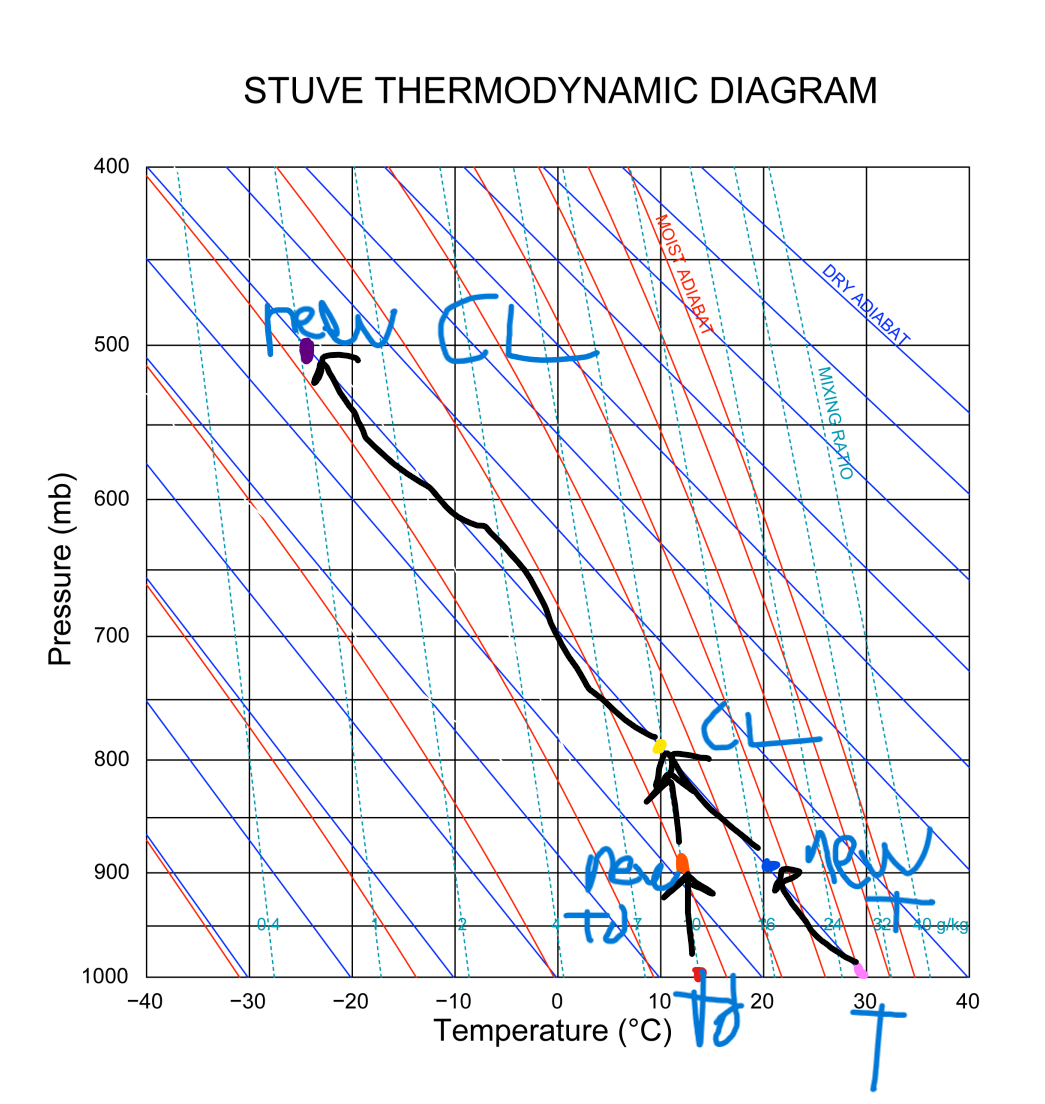 STUVE THERMODYNAMIC DIAGRAM
400
MOIST ADIABAT
DRY ADIABAT
new CL
500
MIXING RATIO
Pressure (mb)
600
700
CL
800
new
T
900
new
Td
0.4 1 2 4 7 10 16 24 32 40 g/kg
1000
−40 −30 −20 −10 0 10 20 30 40
Temperature (°C)
Td
T